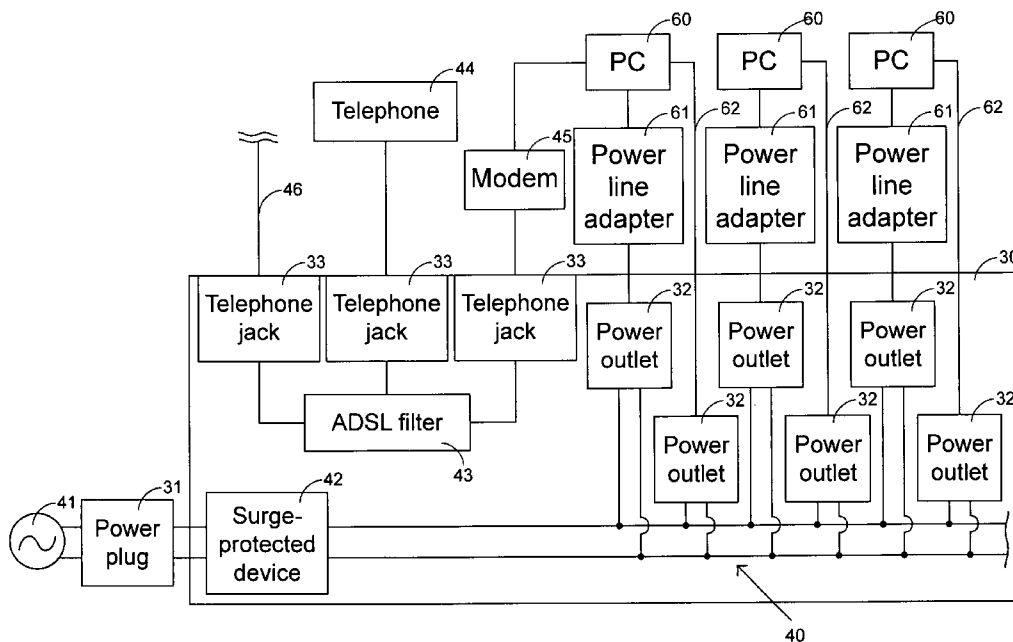 60
60
60
PC
PC
PC
44
Telephone
62
62
62
61
61
61
45
Modem
Power
line
adapter
Power
line
adapter
Power
line
adapter
46
33
33
33
30
Telephone
jack
Telephone
jack
Telephone
jack
32
32
32
Power
outlet
Power
outlet
Power
outlet
ADSL filter
43
32
32
32
Power
outlet
Power
outlet
Power
outlet
41
31
Power
plug
42
Surge-
protected
device
40